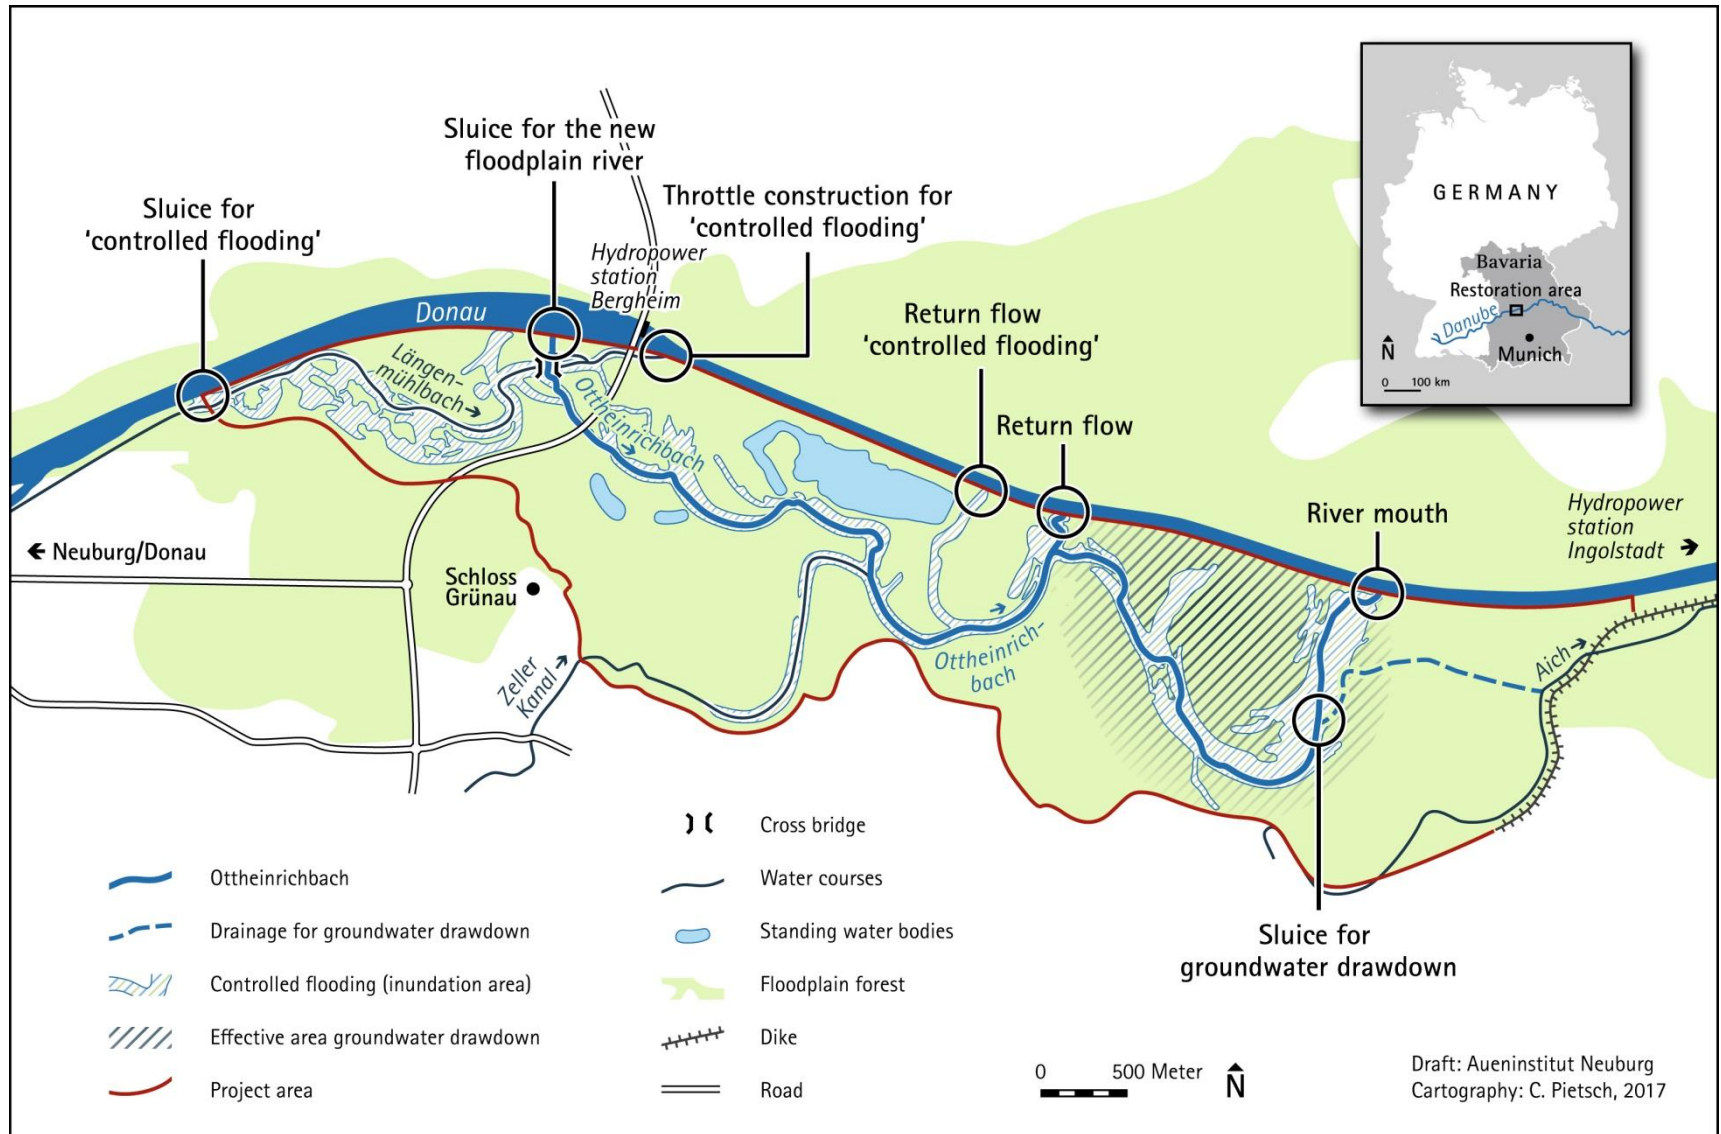 Sluice for
'controlled flooding'
Sluice for the new
floodplain river
Throttle construction for
'controlled flooding'
Hydropower
station
Bergheim
Donau
Längen-
mühlbach
Ottheinrichbach
Return flow
'controlled flooding'
Return flow
River mouth
Hydropower
station
Ingolstadt
Neuburg/Donau
Schloss
Grünau
Zeller
Kanal
Ottheinrich-
bach
Aich
Sluice for
groundwater drawdown
GERMANY
Bavaria
Restoration area
Danube
Munich
N
0 100 km
Ottheinrichbach
Drainage for groundwater drawdown
Controlled flooding (inundation area)
Effective area groundwater drawdown
Project area
Cross bridge
Water courses
Standing water bodies
Floodplain forest
Dike
Road
0 500 Meter
N
Draft: Aueninstitut Neuburg
Cartography: C. Pietsch, 2017